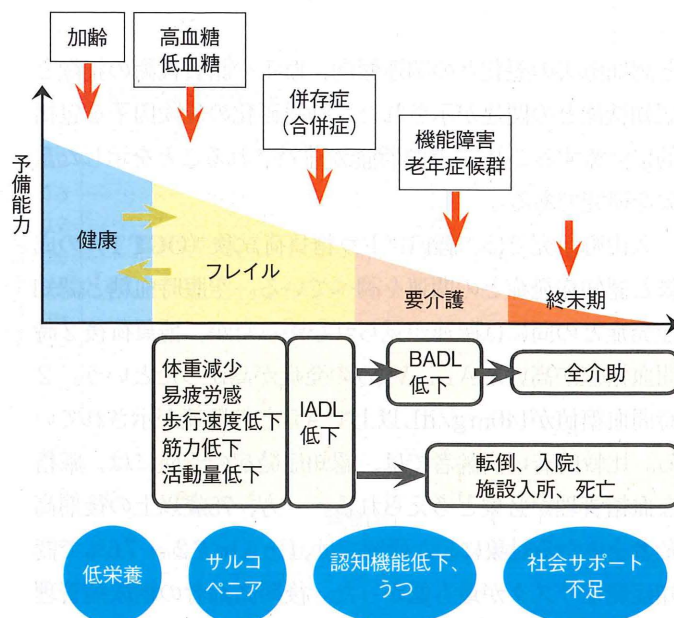 加齢
高血糖
低血糖
併存症
(合併症)
機能障害
老年症候群
予備能力
健康
フレイル
要介護
終末期
体重減少
易疲労感
歩行速度低下
筋力低下
活動量低下
IADL
低下
BADL
低下
全介助
転倒、入院、
施設入所、死亡
低栄養
サルコ
ペニア
認知機能低下、
うつ
社会サポート
不足